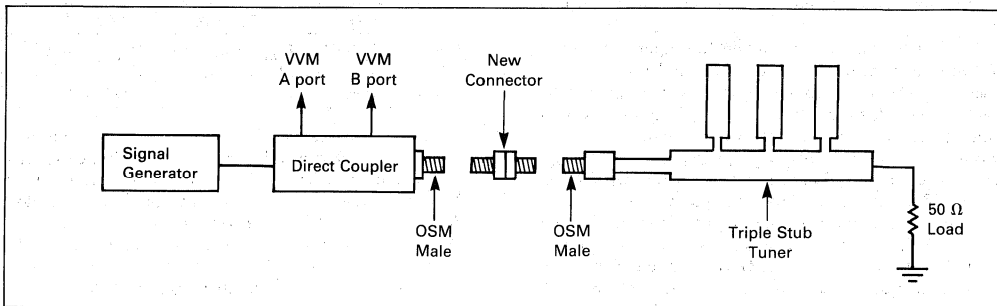 VVM
A port
VVM
B port
New
Connector
Signal
Generator
Direct Coupler
OSM
Male
OSM
Male
Triple Stub
Tuner
50 Ω
Load